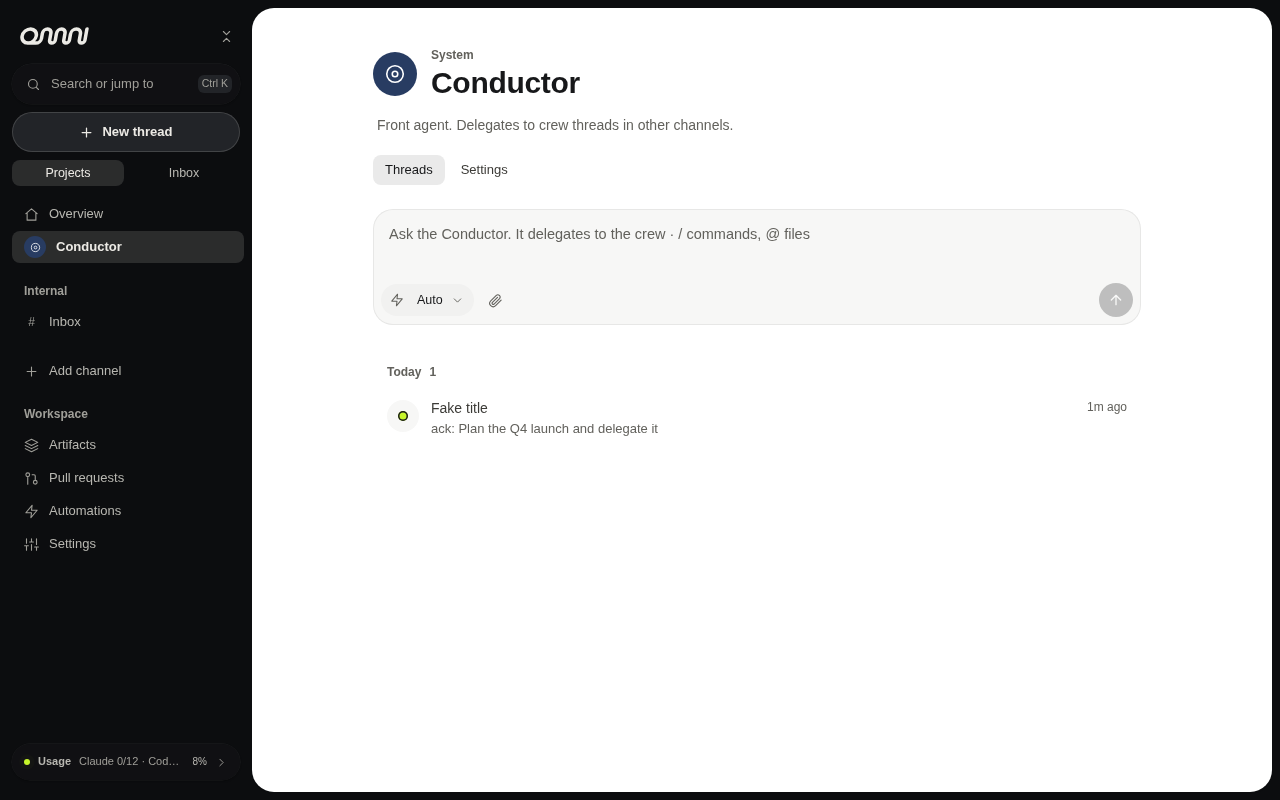 omni
Search or jump to
Ctrl K
New thread
Projects
Inbox
Overview
Conductor
Internal
# Inbox
Add channel
Workspace
Artifacts
Pull requests
Automations
Settings
Usage Claude 0/12 · Cod… 8%
System
Conductor
Front agent. Delegates to crew threads in other channels.
Threads
Settings
Ask the Conductor. It delegates to the crew · / commands, @ files
Auto
Today 1
Fake title
1m ago
ack: Plan the Q4 launch and delegate it